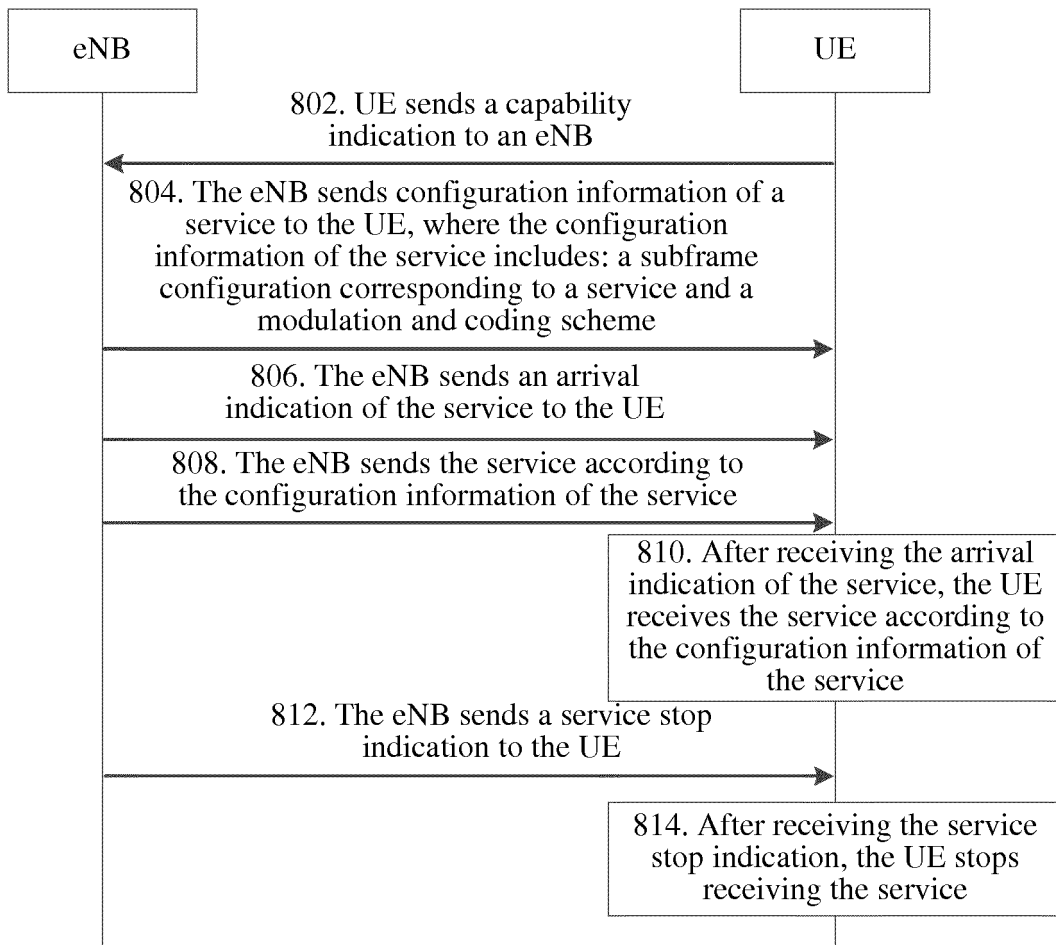 eNB
UE
802. UE sends a capability
indication to an eNB
804. The eNB sends configuration information of a
service to the UE, where the configuration
information of the service includes: a subframe
configuration corresponding to a service and a
modulation and coding scheme
806. The eNB sends an arrival
indication of the service to the UE
808. The eNB sends the service according to
the configuration information of the service
810. After receiving the arrival
indication of the service, the UE
receives the service according to
the configuration information of
the service
812. The eNB sends a service stop
indication to the UE
814. After receiving the service
stop indication, the UE stops
receiving the service